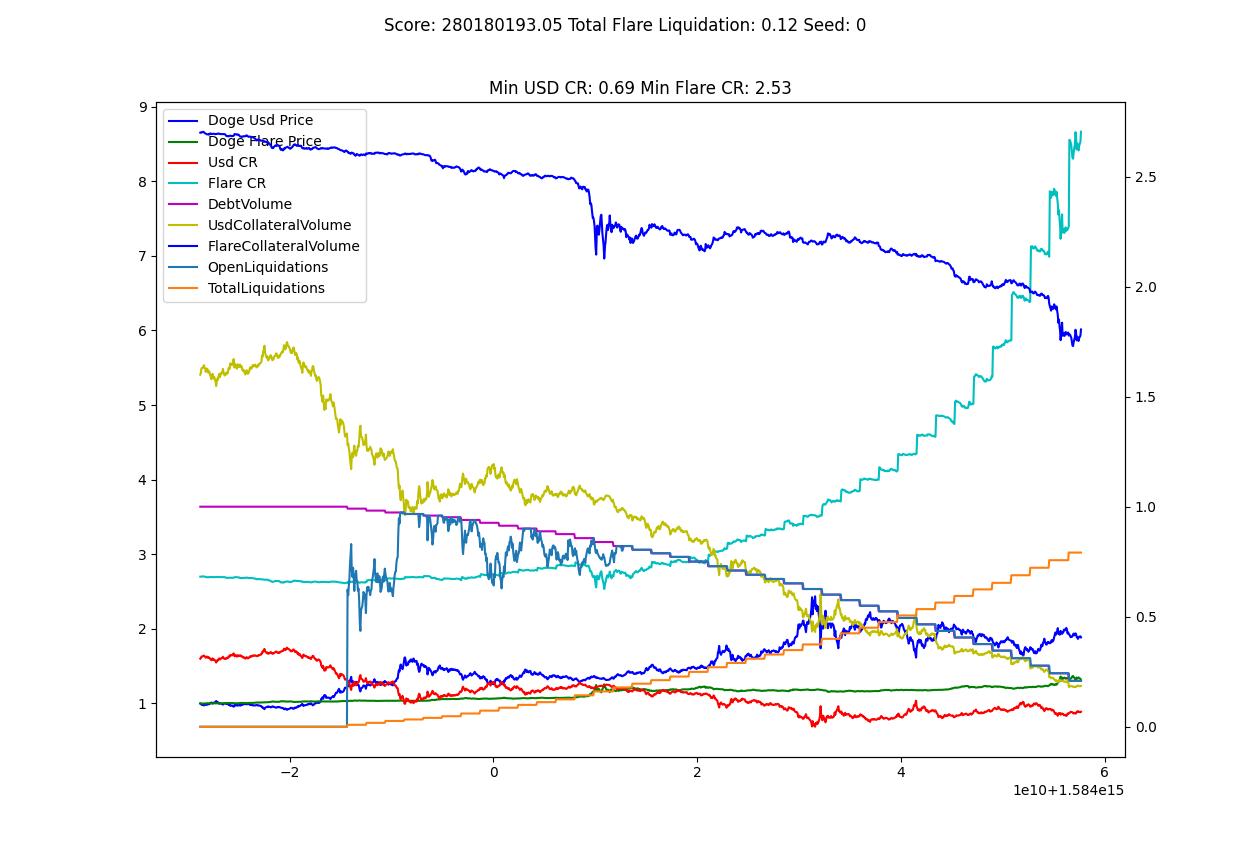 Score: 280180193.05 Total Flare Liquidation: 0.12 Seed: 0
Min USD CR: 0.69 Min Flare CR: 2.53
Doge Usd Price
Doge Flare Price
Usd CR
Flare CR
DebtVolume
UsdCollateralVolume
FlareCollateralVolume
OpenLiquidations
TotalLiquidations
9
8
7
6
5
4
3
2
1
2.5
2.0
1.5
1.0
0.5
0.0
−2
0
2
4
6
1e10+1.584e15